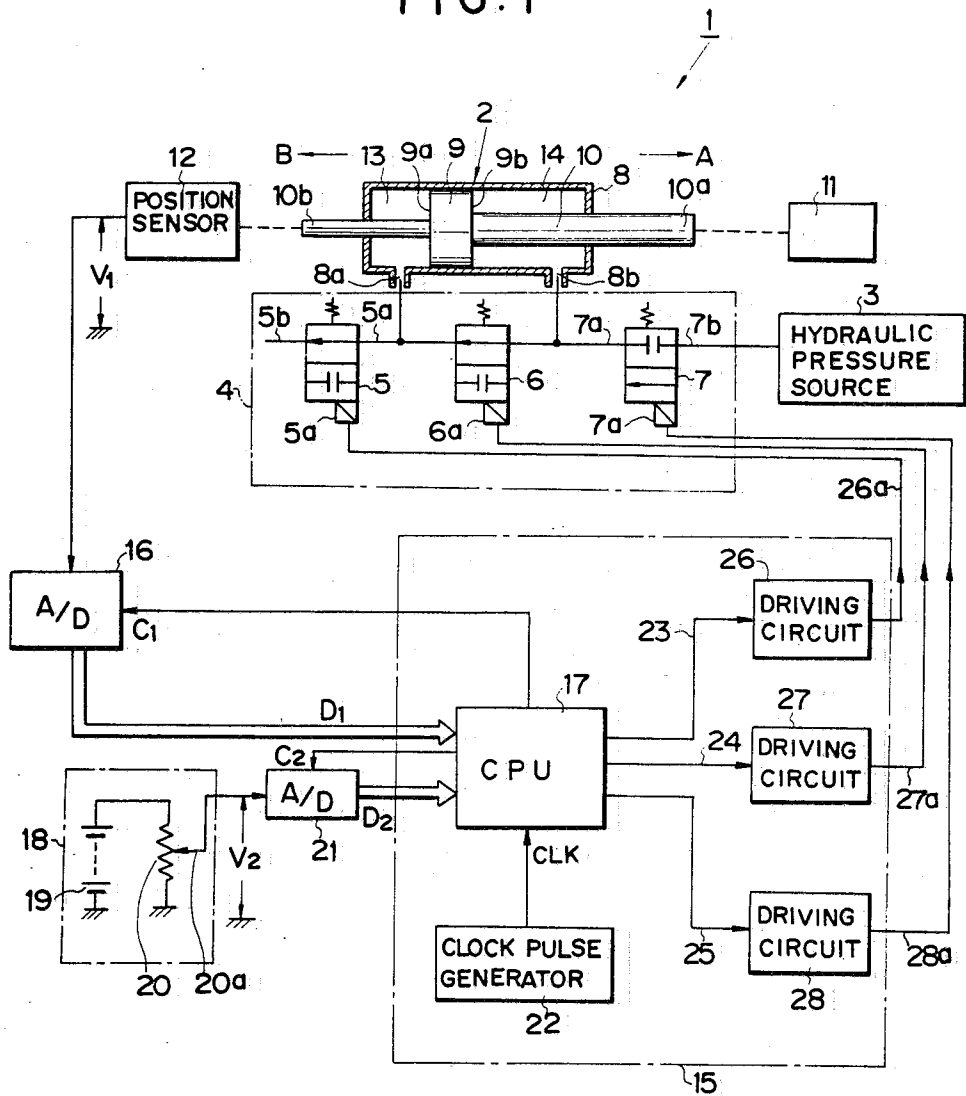 FIG. 1
1
2
B
13
9a
9
9b
14
10
A
8
10a
12
POSITION
SENSOR
10b
11
V1
8a
8b
3
HYDRAULIC
PRESSURE
SOURCE
5b
5a
7a
7b
4
5
6
7
5a
6a
7a
26a
16
A/D
C1
26
DRIVING
CIRCUIT
23
D1
17
CPU
27
DRIVING
CIRCUIT
24
27a
C2
A/D
D2
21
18
V2
19
20
20a
CLK
CLOCK PULSE
GENERATOR
22
25
DRIVING
CIRCUIT
28
28a
15